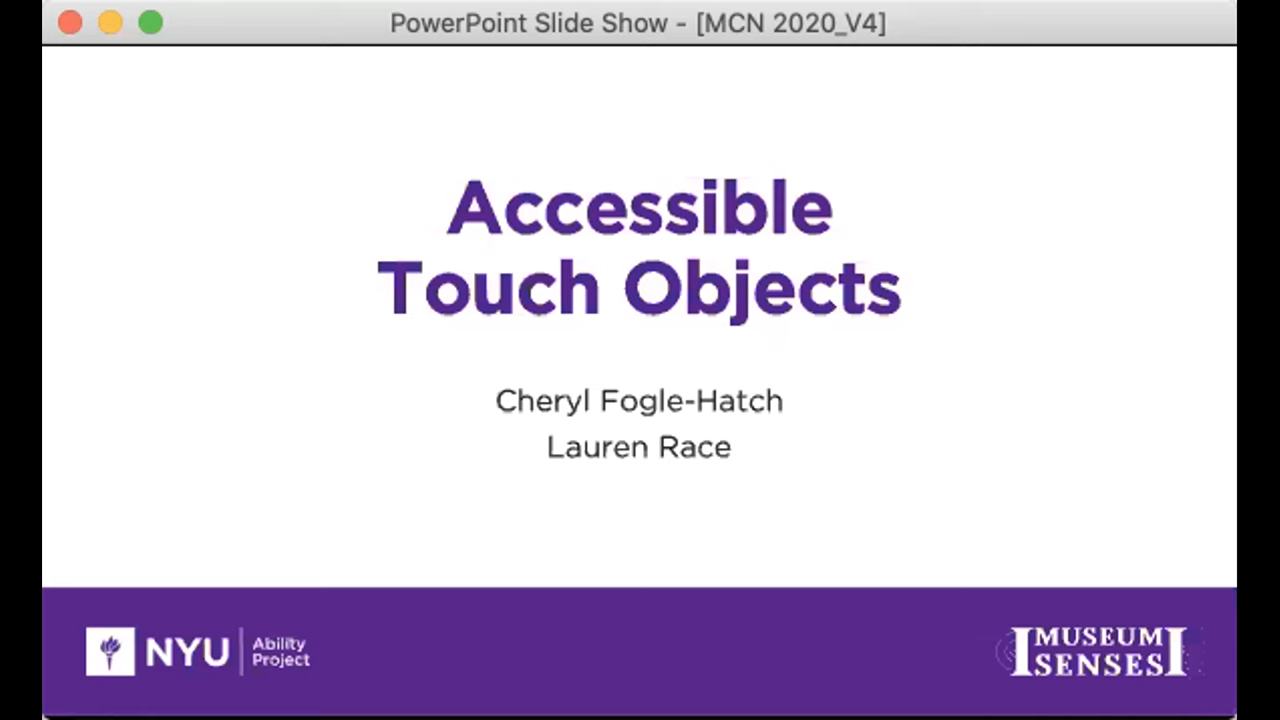 PowerPoint Slide Show - [MCN 2020_V4]
Accessible
Touch Objects
Cheryl Fogle-Hatch
Lauren Race
NYU
Ability
Project
MUSEUM
SENSES